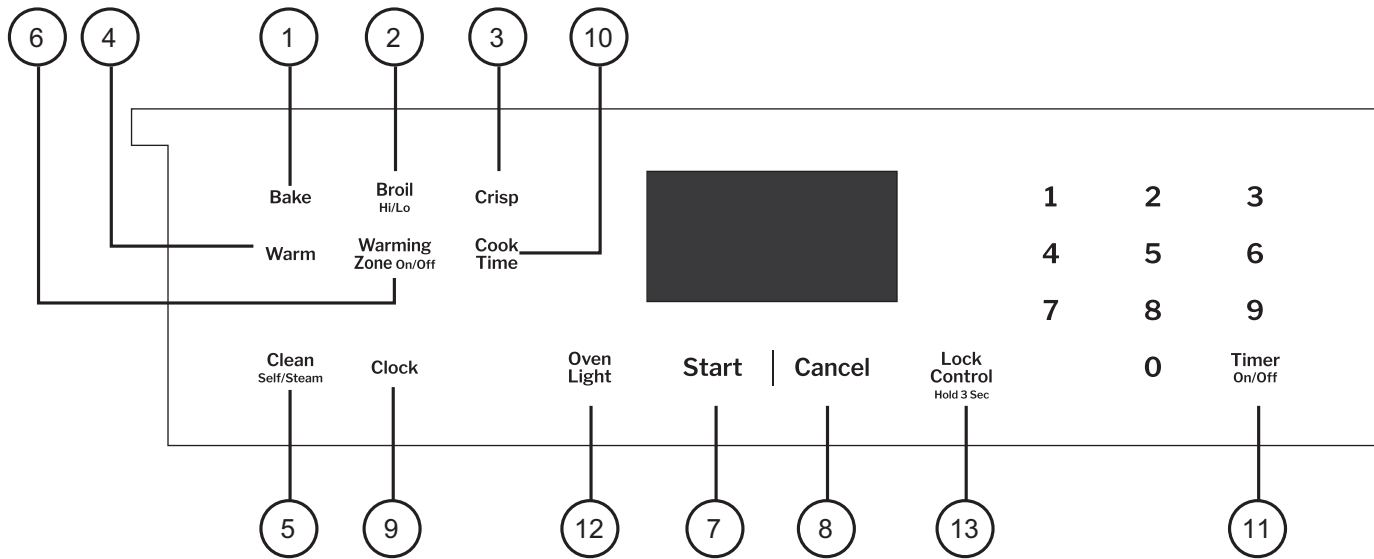 6 4 1 2 3 10
Bake
Broil
Hi/Lo
Crisp
1 2 3
Warm
Warming
Zone On/Off
Cook
Time
4 5 6
7 8 9
Clean
Self/Steam
Clock
Oven
Light
Start | Cancel
Lock
Control
Hold 3 Sec
0
Timer
On/Off
5 9 12 7 8 13 11